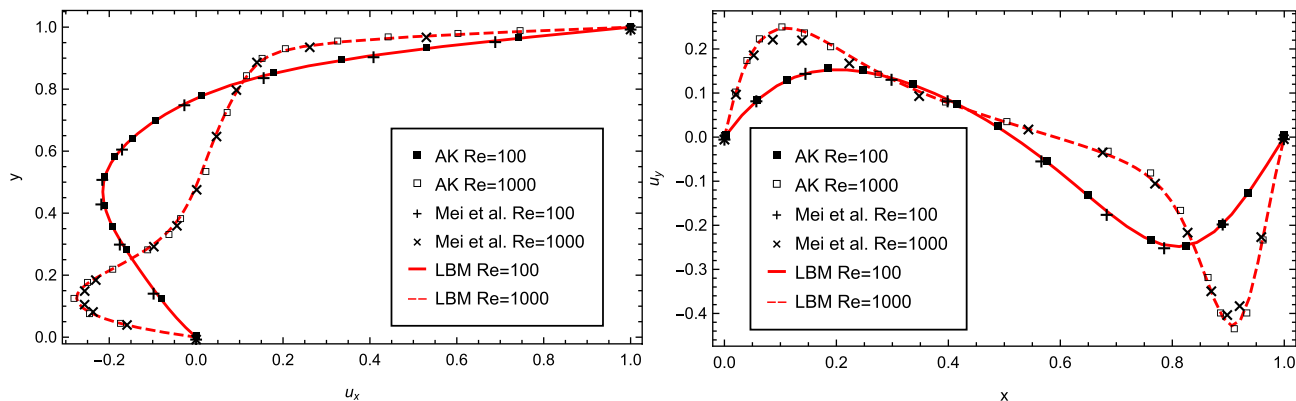 1.0
0.8
0.6
0.4
0.2
0.0
y
−0.2
0.0
0.2
0.4
0.6
0.8
1.0
u_x
AK Re=100
AK Re=1000
Mei et al. Re=100
Mei et al. Re=1000
LBM Re=100
LBM Re=1000
0.2
0.1
0.0
−0.1
−0.2
−0.3
−0.4
u_y
0.0
0.2
0.4
0.6
0.8
1.0
x
AK Re=100
AK Re=1000
Mei et al. Re=100
Mei et al. Re=1000
LBM Re=100
LBM Re=1000